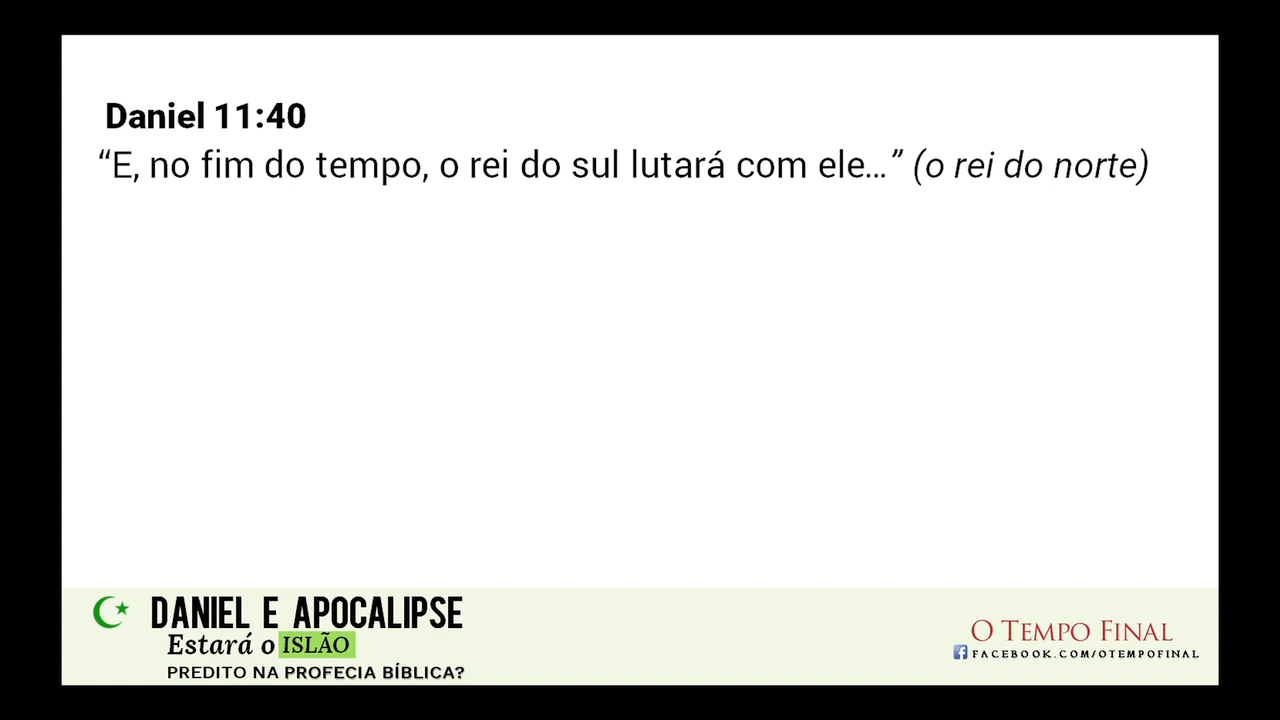 Daniel 11:40
“E, no fim do tempo, o rei do sul lutará com ele…” (o rei do norte)
DANIEL E APOCALIPSE
Estará o ISLÃO
PREDITO NA PROFECIA BÍBLICA?
O TEMPO FINAL
FACEBOOK.COM/OTEMPOFINAL